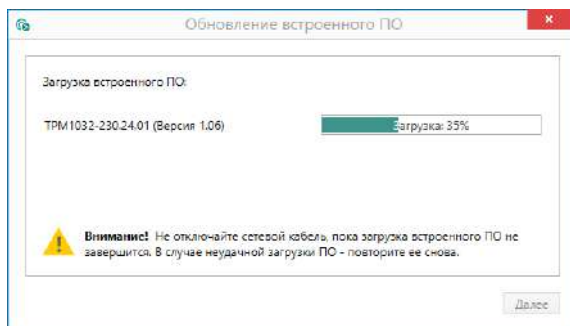 Обновление встроенного ПО
Загрузка встроенного ПО:
ТРМ1032-230.24.01 (Версия 1.06)
Загрузка: 35%
Внимание! Не отключайте сетевой кабель, пока загрузка встроенного ПО не
завершится. В случае неудачной загрузки ПО - повторите ее снова.
Далее